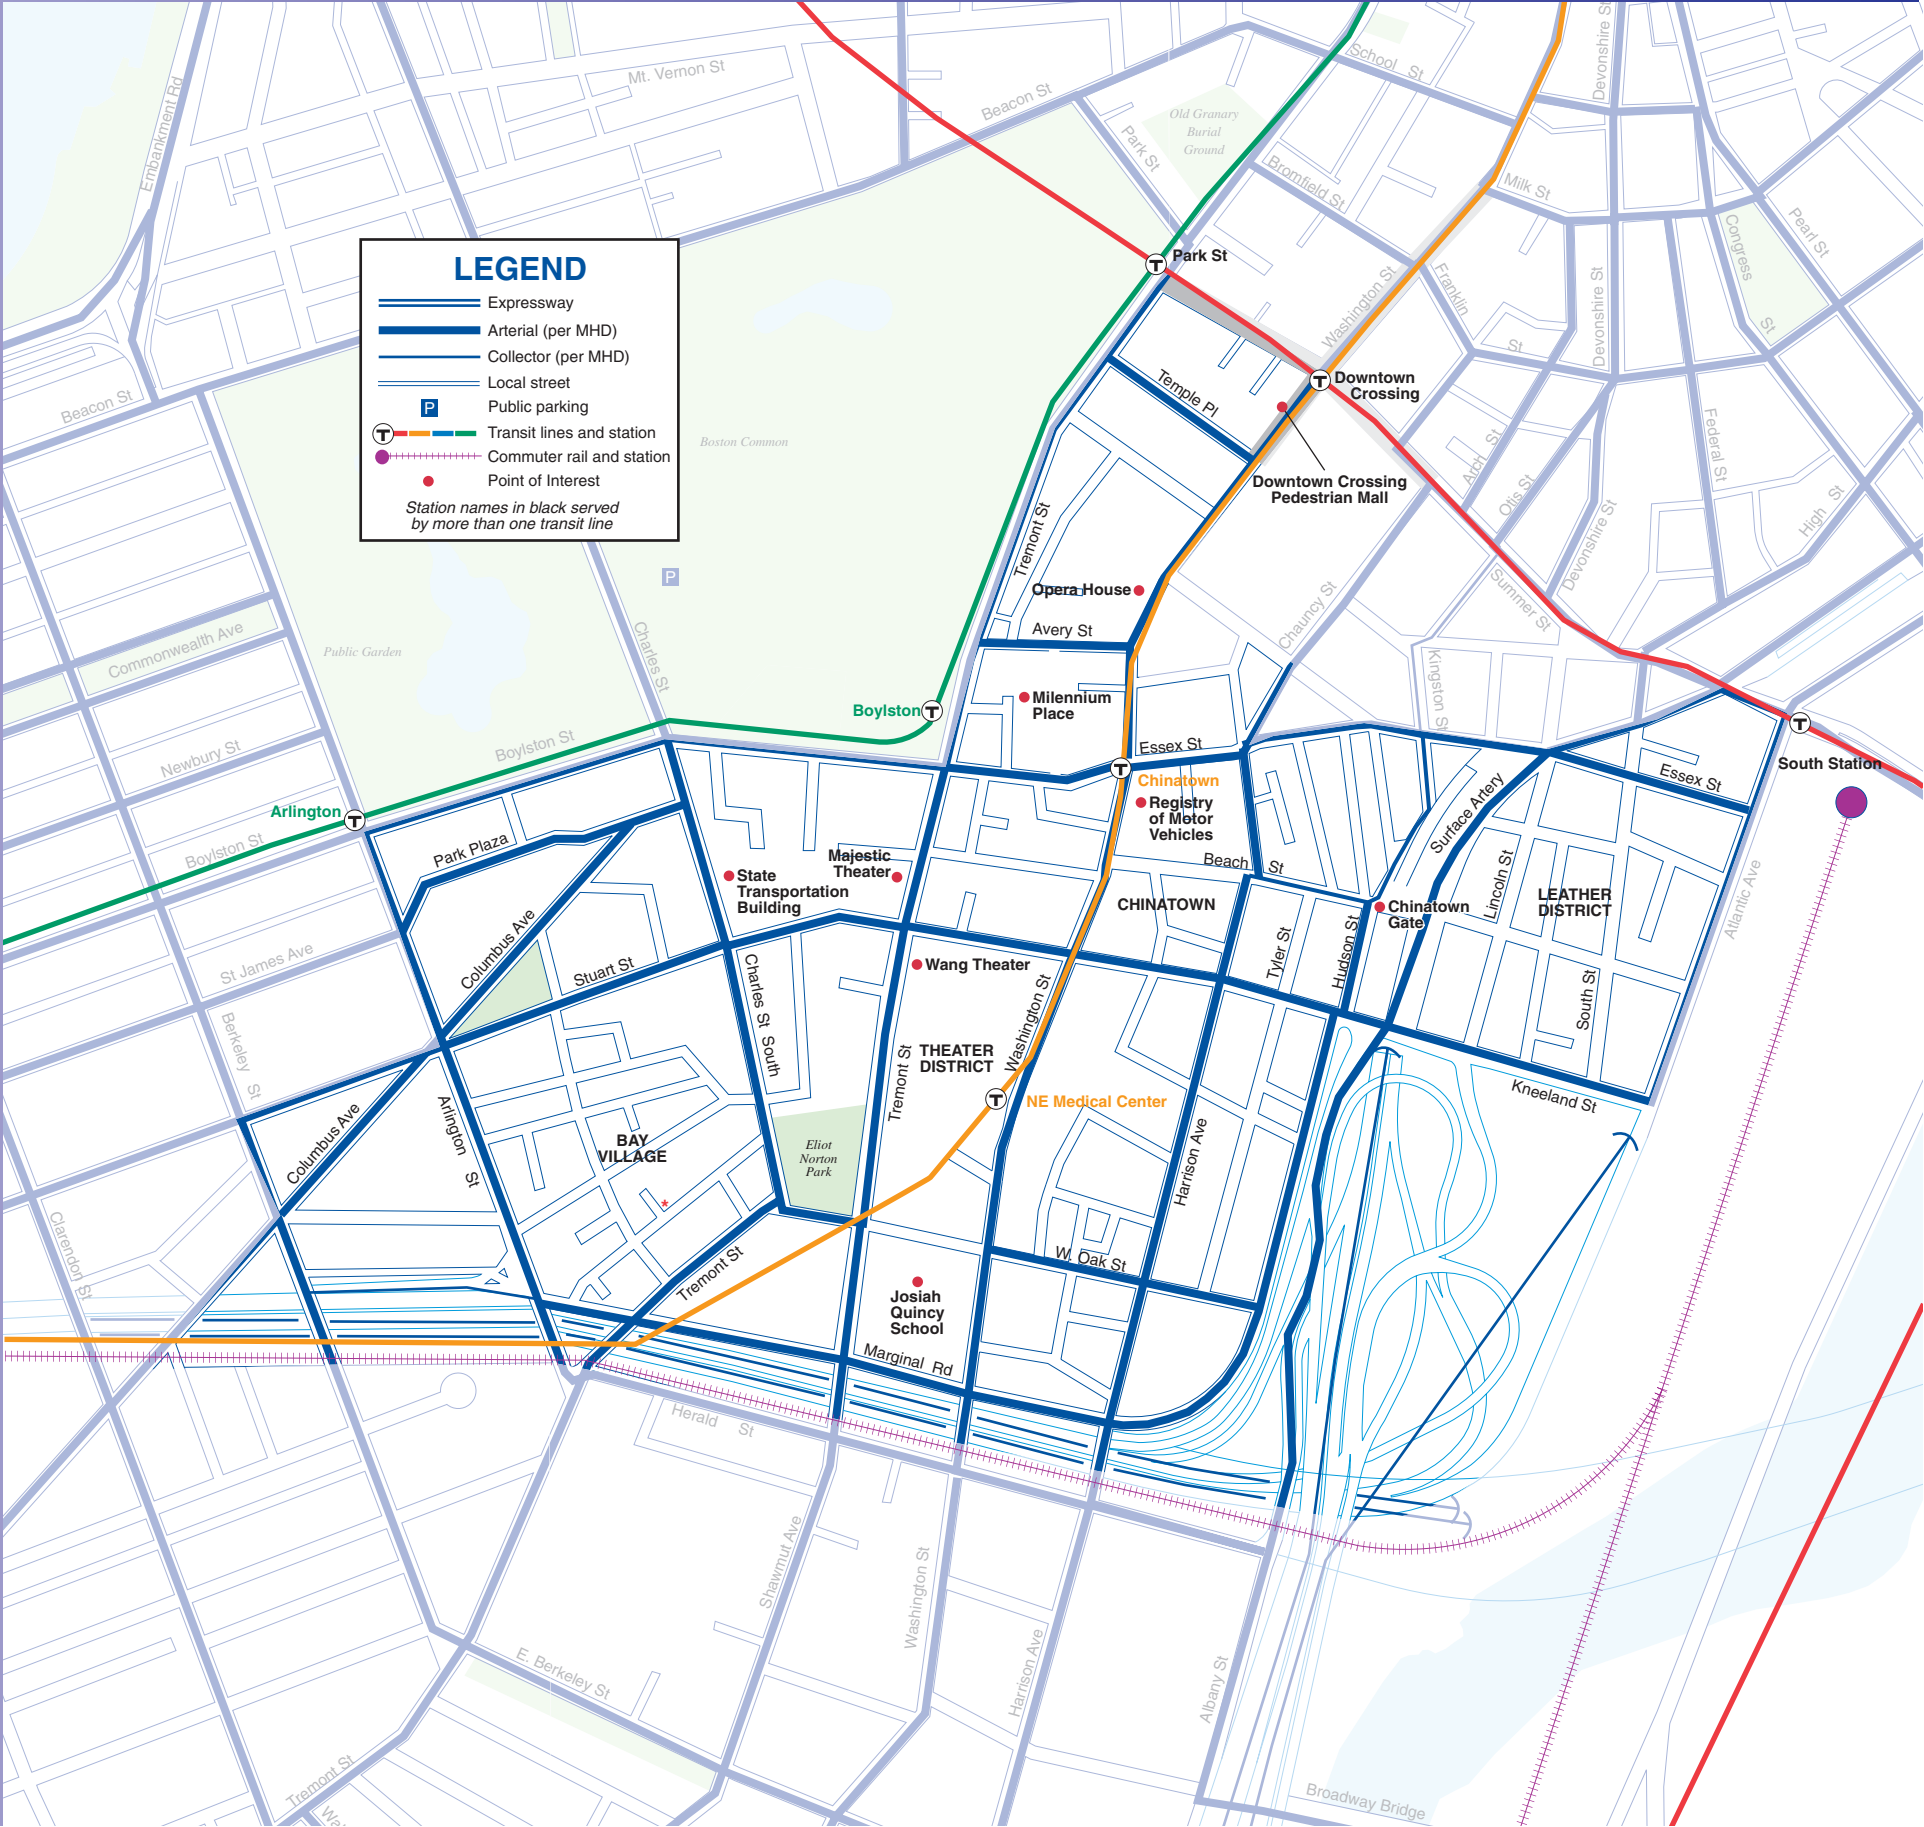 LEGEND
Expressway
Arterial (per MHD)
Collector (per MHD)
Local street
P
Public parking
T
Transit lines and station
Commuter rail and station
Point of Interest
Station names in black served
by more than one transit line
Embankment Rd
Mt. Vernon St
Beacon St
Park St
Old Granary
Burial
Ground
School St
Devonshire St
Bromfield St
Milk St
Congress St
Pearl St
T
Park St
Washington St
Franklin St
Devonshire St
Beacon St
Boston Common
Temple Pl
T
Downtown
Crossing
Downtown Crossing
Pedestrian Mall
Arch St
Otis St
Federal St
High St
Devonshire St
Summer St
P
Tremont St
Opera House
Avery St
Chauncy St
Kingston St
Commonwealth Ave
Public Garden
Charles St
Milennium
Place
Boylston
T
Newbury St
Boylston St
Essex St
T
Chinatown
T
South Station
Essex St
Arlington
T
Boylston St
Park Plaza
Registry
of Motor
Vehicles
Surface Artery
Majestic
Theater
Beach St
State
Transportation
Building
CHINATOWN
Chinatown
Gate
Lincoln St
LEATHER
DISTRICT
Atlantic Ave
Columbus Ave
St James Ave
Stuart St
Wang Theater
Tyler St
Hudson St
South St
Charles St South
Washington St
Berkeley St
THEATER
DISTRICT
Tremont St
T
NE Medical Center
Kneeland St
Columbus Ave
Arlington St
BAY
VILLAGE
*
Eliot
Norton
Park
Harrison Ave
Clarendon St
Tremont St
W. Oak St
Josiah
Quincy
School
Marginal Rd
Herald St
Shawmut Ave
Washington St
Harrison Ave
Albany St
E. Berkeley St
Tremont St
Broadway Bridge